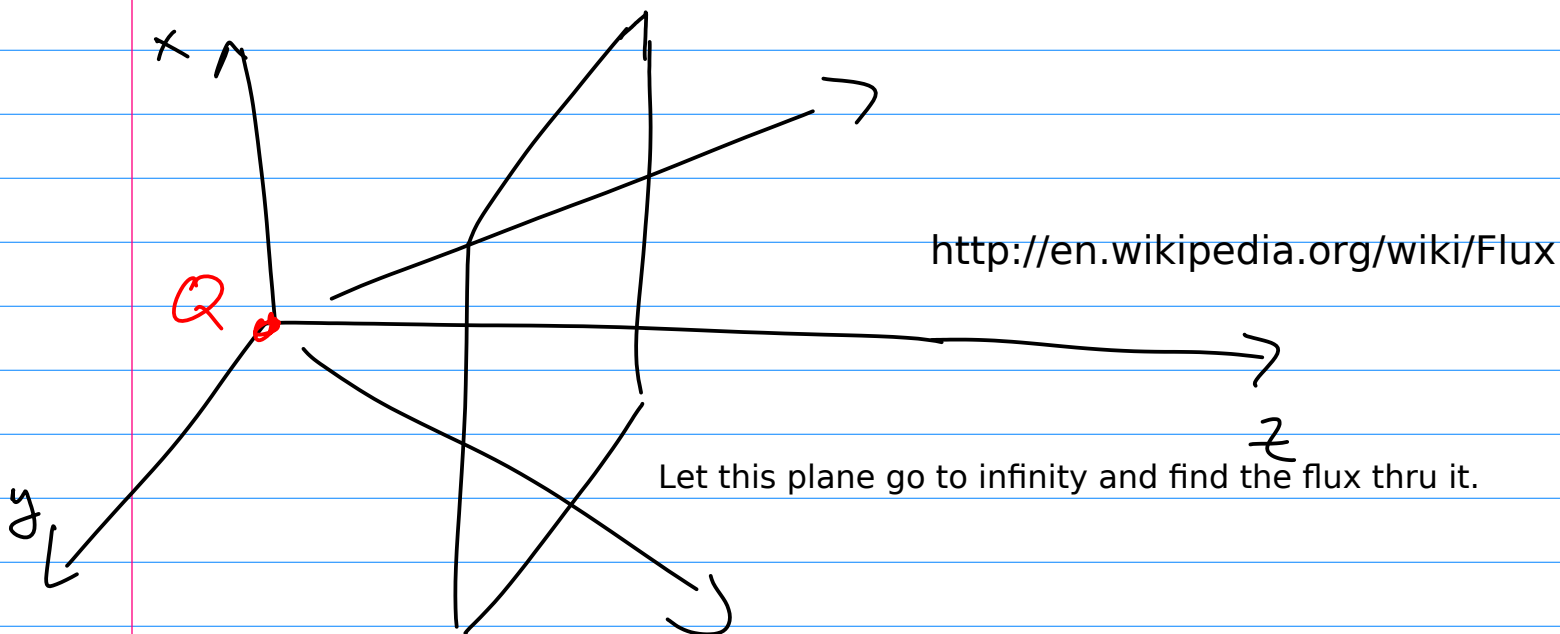 x
Q
http://en.wikipedia.org/wiki/Flux
z
Let this plane go to infinity and find the flux thru it.
y